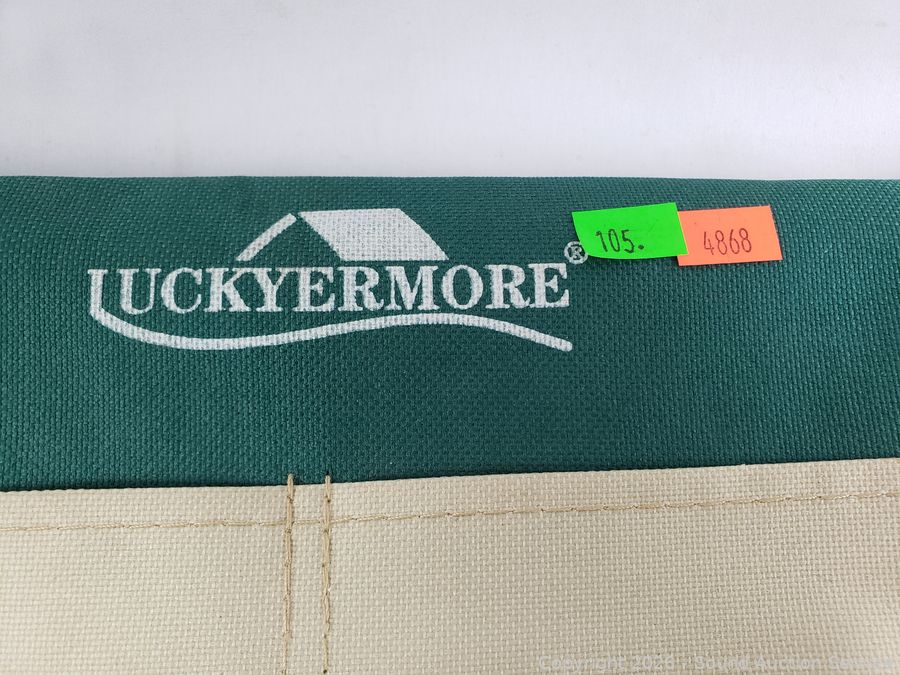 LUCKYERMORE®
105.
4868
Copyright 2026 - Sound Auction Service